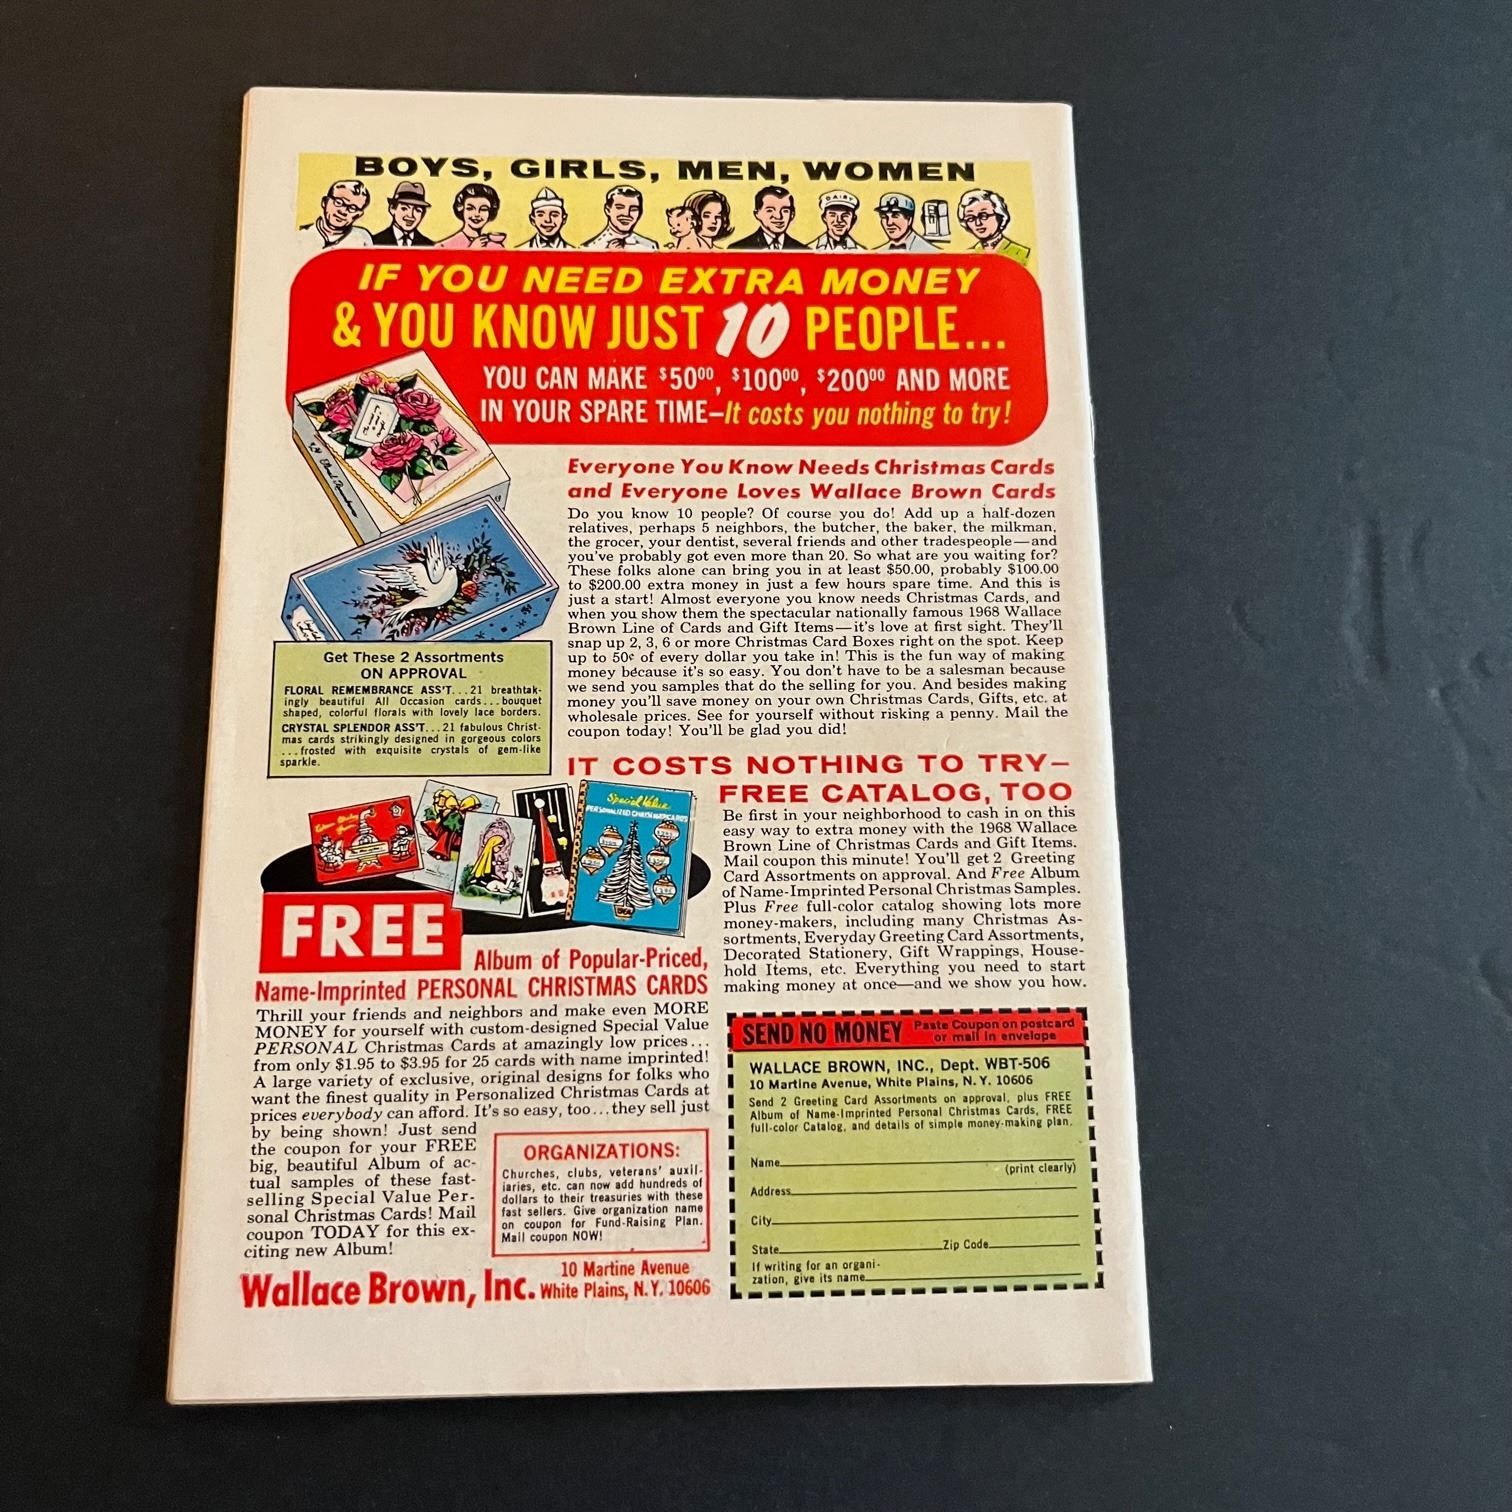 BOYS, GIRLS, MEN, WOMEN
DAIRY
IF YOU NEED EXTRA MONEY
& YOU KNOW JUST 10 PEOPLE...
YOU CAN MAKE $50⁰⁰, $100⁰⁰, $200⁰⁰ AND MORE
IN YOUR SPARE TIME—It costs you nothing to try!
Everyone You Know Needs Christmas Cards
and Everyone Loves Wallace Brown Cards
Do you know 10 people? Of course you do! Add up a half-dozen
relatives, perhaps 5 neighbors, the butcher, the baker, the milkman,
the grocer, your dentist, several friends and other tradespeople—and
you've probably got even more than 20. So what are you waiting for?
These folks alone can bring you in at least $50.00, probably $100.00
to $200.00 extra money in just a few hours spare time. And this is
just a start! Almost everyone you know needs Christmas Cards, and
when you show them the spectacular nationally famous 1968 Wallace
Brown Line of Cards and Gift Items—it's love at first sight. They'll
snap up 2, 3, 6 or more Christmas Card Boxes right on the spot. Keep
up to 50¢ of every dollar you take in! This is the fun way of making
money because it's so easy. You don't have to be a salesman because
we send you samples that do the selling for you. And besides making
money you'll save money on your own Christmas Cards, Gifts, etc. at
wholesale prices. See for yourself without risking a penny. Mail the
coupon today! You'll be glad you did!
Get These 2 Assortments
ON APPROVAL
FLORAL REMEMBRANCE ASS'T...21 breathtak-
ingly beautiful All Occasion cards...bouquet
shaped, colorful florals with lovely lace borders.
CRYSTAL SPLENDOR ASS'T...21 fabulous Christ-
mas cards strikingly designed in gorgeous colors
...frosted with exquisite crystals of gem-like
sparkle.
IT COSTS NOTHING TO TRY—
FREE CATALOG, TOO
Be first in your neighborhood to cash in on this
easy way to extra money with the 1968 Wallace
Brown Line of Christmas Cards and Gift Items.
Mail coupon this minute! You'll get 2 Greeting
Card Assortments on approval. And Free Album
of Name-Imprinted Personal Christmas Samples.
Plus Free full-color catalog showing lots more
money-makers, including many Christmas As-
sortments, Everyday Greeting Card Assortments,
Decorated Stationery, Gift Wrappings, House-
hold Items, etc. Everything you need to start
making money at once—and we show you how.
Special Value
PERSONALIZED CHRISTMAS CARDS
FREE
Album of Popular-Priced,
Name-Imprinted PERSONAL CHRISTMAS CARDS
Thrill your friends and neighbors and make even MORE
MONEY for yourself with custom-designed Special Value
PERSONAL Christmas Cards at amazingly low prices...
from only $1.95 to $3.95 for 25 cards with name imprinted!
A large variety of exclusive, original designs for folks who
want the finest quality in Personalized Christmas Cards at
prices everybody can afford. It's so easy, too...they sell just
by being shown! Just send
the coupon for your FREE
big, beautiful Album of ac-
tual samples of these fast-
selling Special Value Per-
sonal Christmas Cards! Mail
coupon TODAY for this ex-
citing new Album!
ORGANIZATIONS:
Churches, clubs, veterans' auxil-
iaries, etc. can now add hundreds of
dollars to their treasuries with these
fast sellers. Give organization name
on coupon for Fund-Raising Plan.
Mail coupon NOW!
Wallace Brown, Inc.
10 Martine Avenue
White Plains, N.Y. 10606
SEND NO MONEY
Paste Coupon on postcard
or mail in envelope
WALLACE BROWN, INC., Dept. WBT-506
10 Martine Avenue, White Plains, N.Y. 10606
Send 2 Greeting Card Assortments on approval, plus FREE
Album of Name-Imprinted Personal Christmas Cards, FREE
full-color Catalog, and details of simple money-making plan.
Name
(print clearly)
Address
City
State Zip Code
If writing for an organi-
zation, give its name